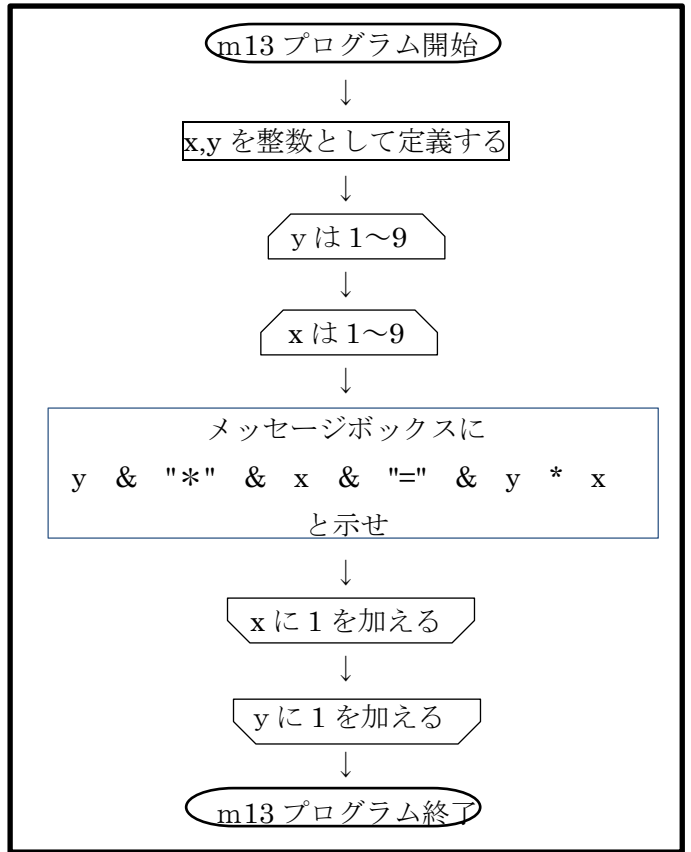 m13 プログラム開始
↓
x,y を整数として定義する
↓
y は 1～9
↓
x は 1～9
↓
メッセージボックスに
y & "＊" & x & "=" & y * x
と示せ
↓
x に 1 を加える
↓
y に 1 を加える
↓
m13 プログラム終了